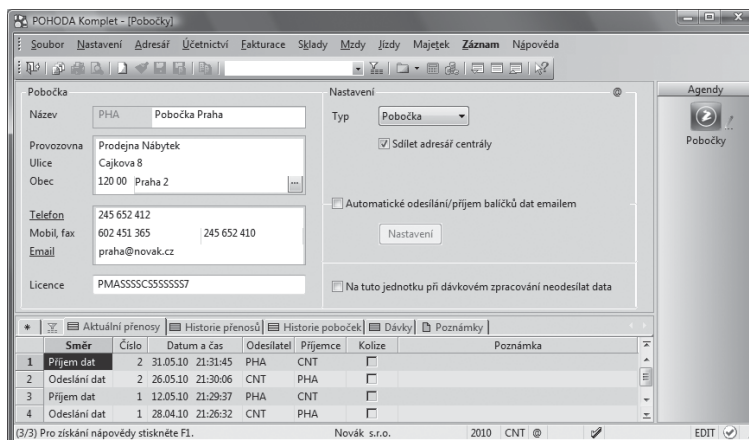 POHODA Komplet - [Pobočky]
Soubor Nastavení Adresář Účetnictví Fakturace Sklady Mzdy Jízdy Majetek Záznam Nápověda
Pobočka
Název PHA Pobočka Praha
Provozovna Prodejna Nábytek
Ulice Cajkova 8
Obec 120 00 Praha 2 ...
Telefon 245 652 412
Mobil, fax 602 451 365 245 652 410
Email praha@novak.cz
Licence PMASSSSCS5SSSSS7
Nastavení @
Typ Pobočka
Sdílet adresář centrály
Automatické odesílání/příjem balíčků dat emailem
Nastavení
Na tuto jednotku při dávkovém zpracování neodesílat data
Agendy
Pobočky
* Aktuální přenosy Historie přenosů Historie poboček Dávky Poznámky
Směr Číslo Datum a čas Odesílatel Příjemce Kolize Poznámka
1 Příjem dat 2 31.05.10 21:31:45 PHA CNT
2 Odeslání dat 2 26.05.10 21:30:06 CNT PHA
3 Příjem dat 1 12.05.10 21:29:37 PHA CNT
4 Odeslání dat 1 28.04.10 21:26:32 CNT PHA
(3/3) Pro získání nápovědy stiskněte F1. Novák s.r.o. 2010 CNT @ EDIT